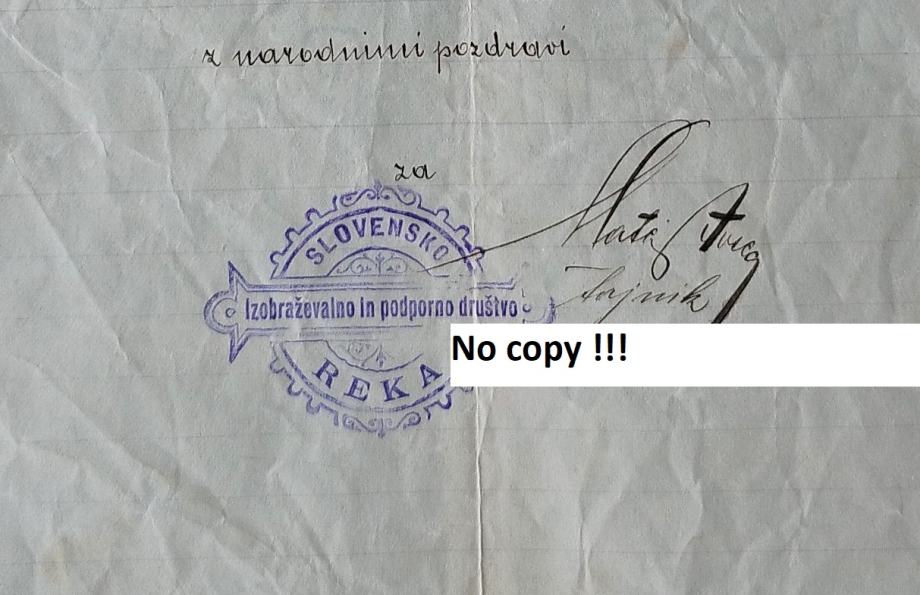 z narodnimi pozdravi
za
SLOVENSKO
Izobraževalno in podporno društvo
REKA
tajnik
No copy !!!